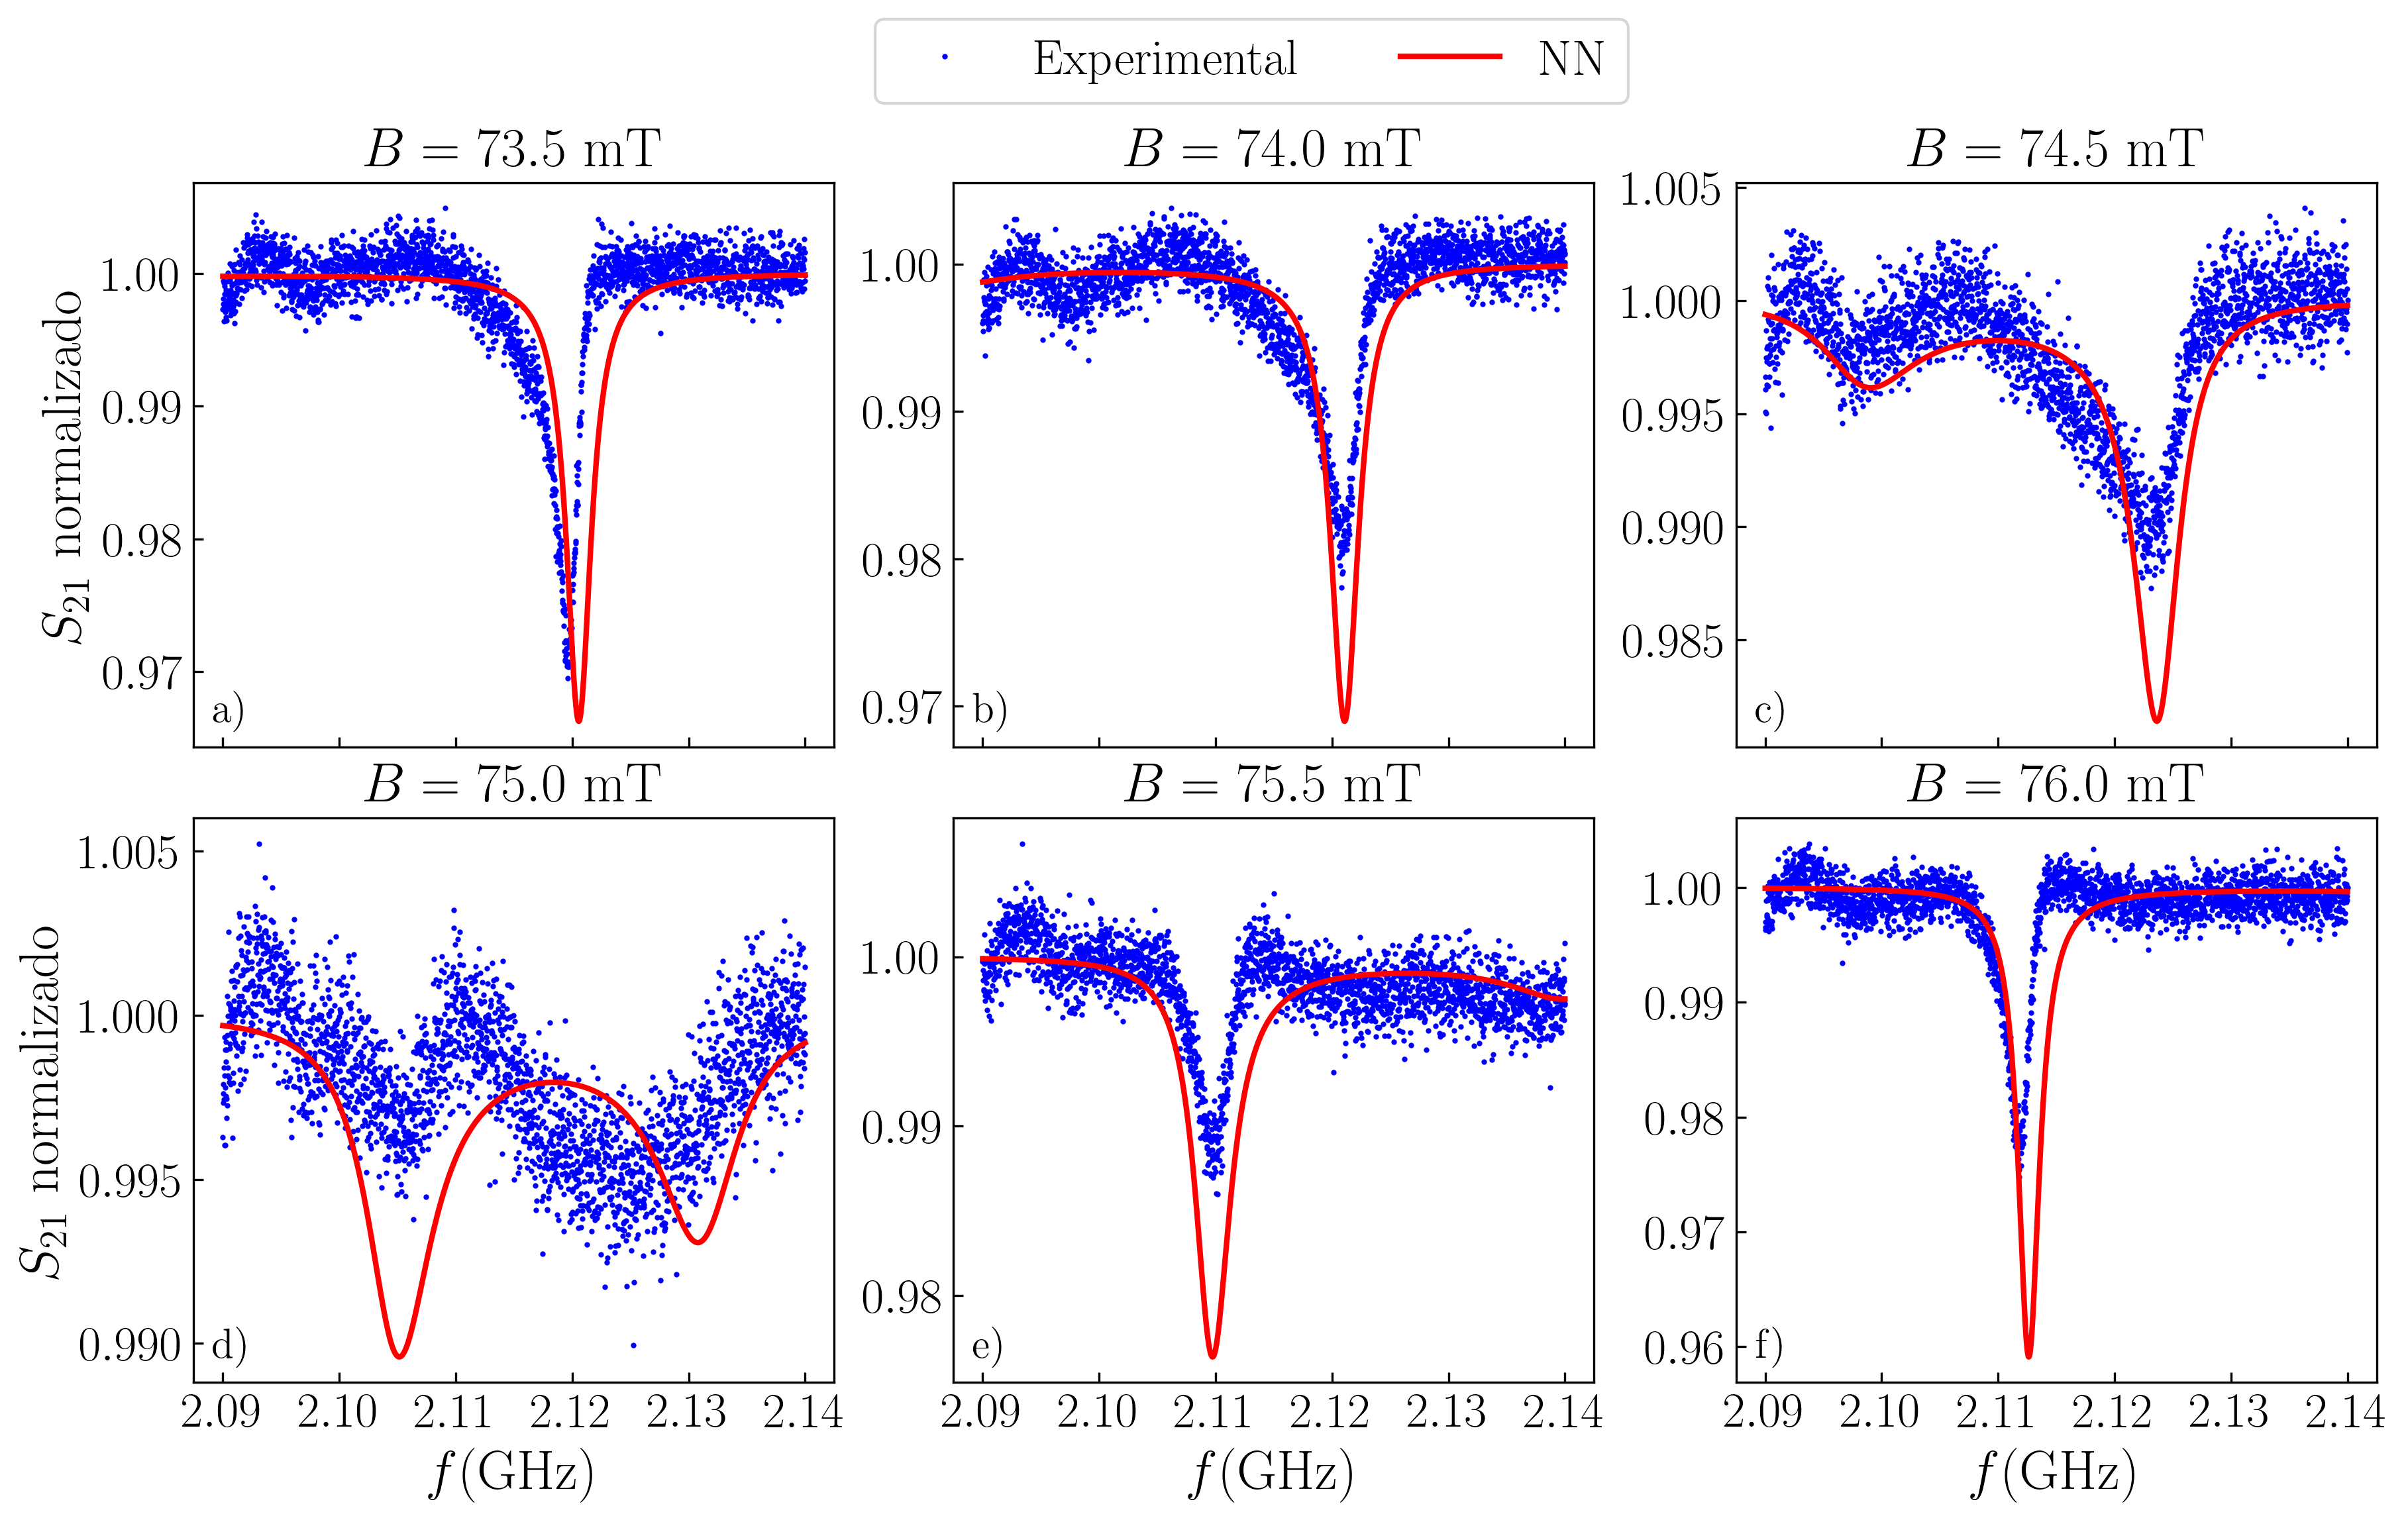 Experimental NN
B = 73.5 mT B = 74.0 mT B = 74.5 mT
S21 normalizado
1.00
0.99
0.98
0.97
a)
1.00
0.99
0.98
0.97
b)
1.005
1.000
0.995
0.990
0.985
c)
B = 75.0 mT B = 75.5 mT B = 76.0 mT
S21 normalizado
1.005
1.000
0.995
0.990
d)
1.00
0.99
0.98
e)
1.00
0.99
0.98
0.97
0.96
f)
2.09 2.10 2.11 2.12 2.13 2.14 2.09 2.10 2.11 2.12 2.13 2.14 2.09 2.10 2.11 2.12 2.13 2.14
f(GHz) f(GHz) f(GHz)